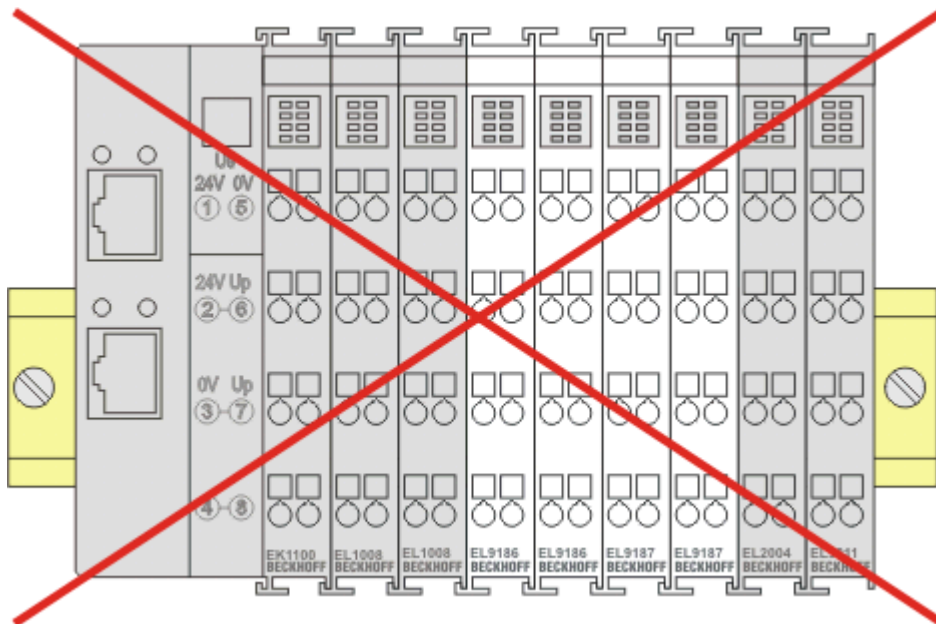 24V 0V
1 5
24V Up
2 6
0V Up
3 7
4 8
EK1100 EL1008 EL1008 EL9186 EL9186 EL9187 EL9187 EL2004
BECKHOFF BECKHOFF BECKHOFF BECKHOFF BECKHOFF BECKHOFF BECKHOFF BECKHOFF BECKHOFF